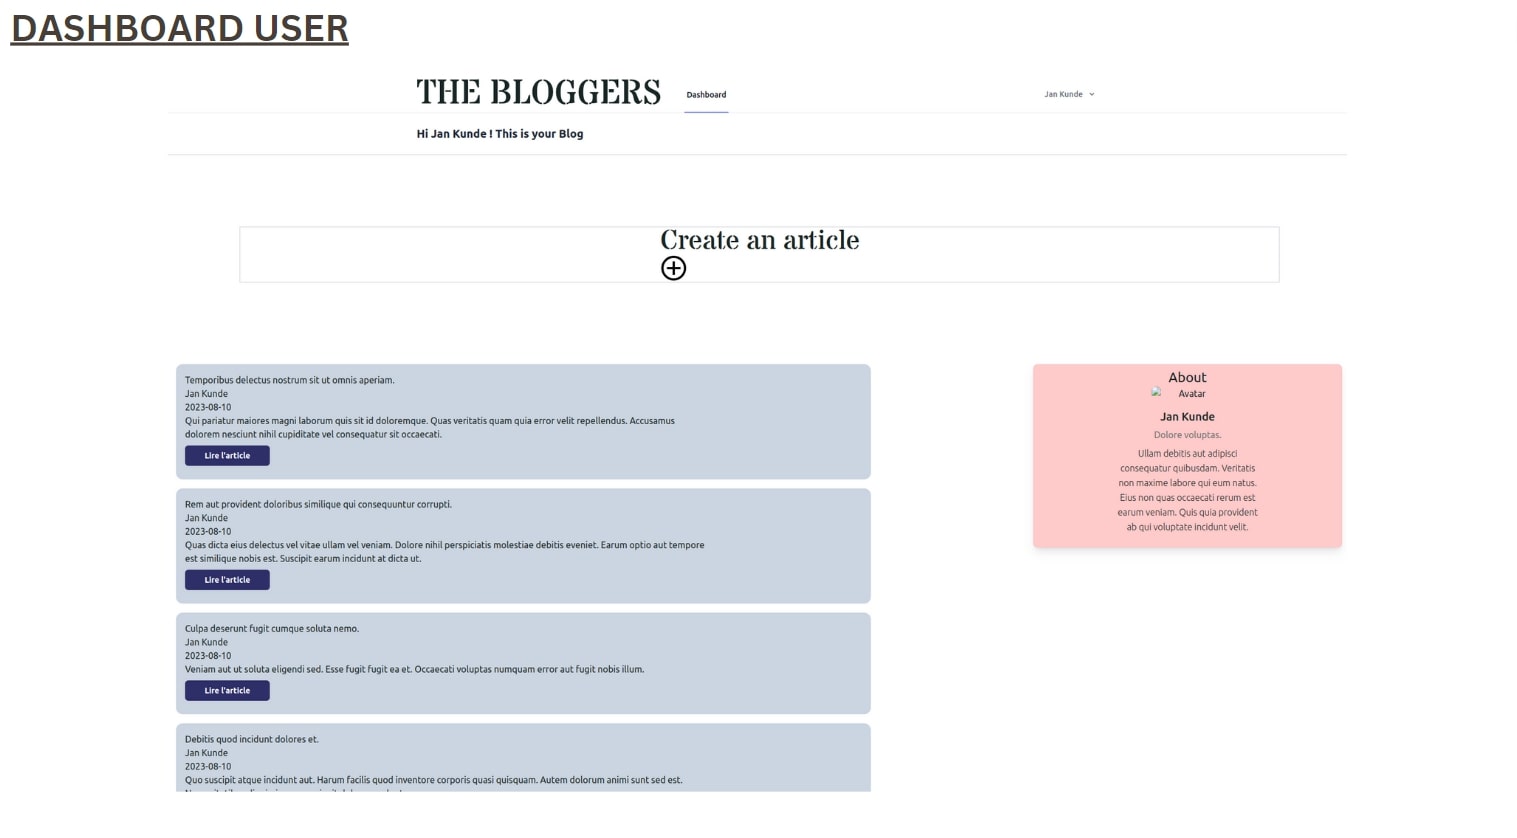 DASHBOARD USER
THE BLOGGERS
Dashboard
Jan Kunde
Hi Jan Kunde ! This is your Blog
Create an article
Temporibus delectus nostrum sit ut omnis aperiam.
Jan Kunde
2023-08-10
Qui pariatur maiores magni laborum quis sit id doloremque. Quas veritatis quam quia error velit repellendus. Accusamus
dolorem nesciunt nihil cupiditate vel consequatur sit occaecati.
Lire l'article
Rem aut provident doloribus similique qui consequuntur corrupti.
Jan Kunde
2023-08-10
Quas dicta eius delectus vel vitae ullam vel veniam. Dolore nihil perspiciatis molestiae debitis eveniet. Earum optio aut tempore
est similique nobis est. Suscipit earum incidunt at dicta ut.
Lire l'article
Culpa deserunt fugit cumque soluta nemo.
Jan Kunde
2023-08-10
Veniam aut ut soluta eligendi sed. Esse fugit fugit ea et. Occaecati voluptas numquam error aut fugit nobis illum.
Lire l'article
Debitis quod incidunt dolores et.
Jan Kunde
2023-08-10
Quo suscipit atque incidunt aut. Harum facilis quod inventore corporis quasi quisquam. Autem dolorum animi sunt sed est.
About
Avatar
Jan Kunde
Dolore voluptas.
Ullam debitis aut adipisci
consequatur quibusdam. Veritatis
non maxime labore qui eum natus.
Eius non quas occaecati rerum est
earum veniam. Quis quia provident
ab qui voluptate incidunt velit.